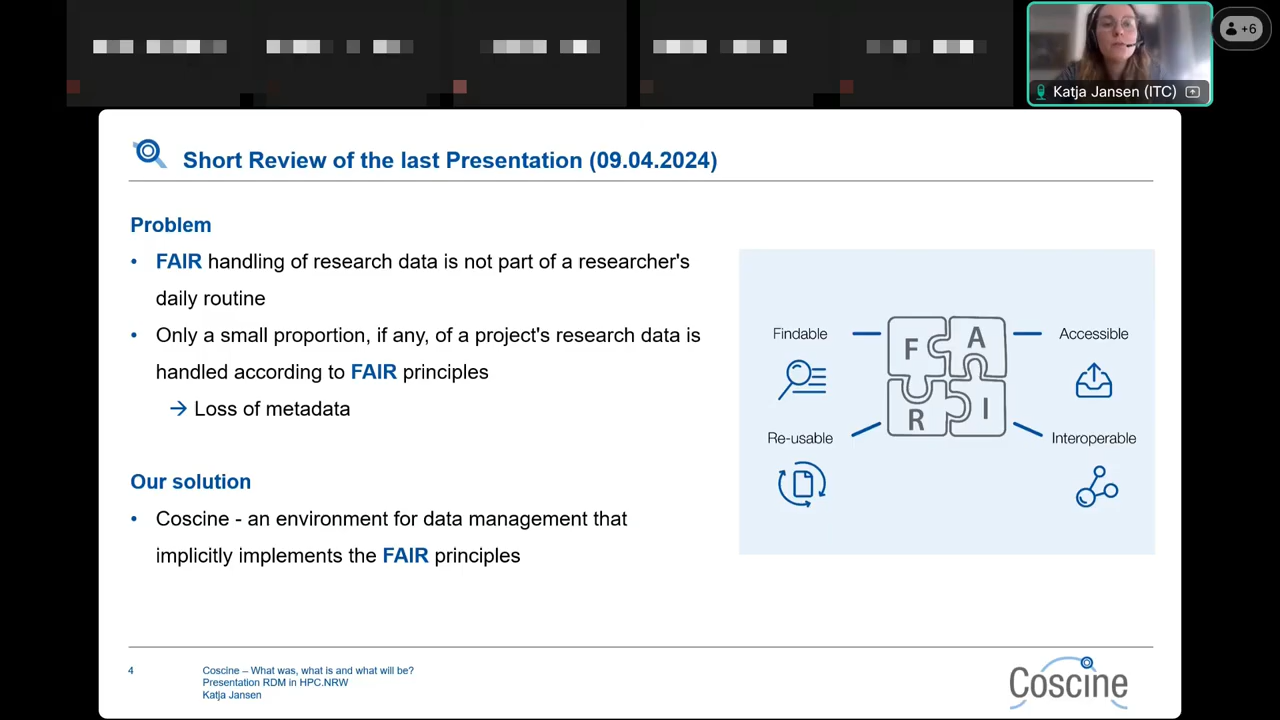 +6
Katja Jansen (ITC)
Short Review of the last Presentation (09.04.2024)
Problem
• FAIR handling of research data is not part of a researcher's
daily routine
• Only a small proportion, if any, of a project's research data is
handled according to FAIR principles
→ Loss of metadata
Our solution
• Coscine - an environment for data management that
implicitly implements the FAIR principles
Findable
F
A
Accessible
Re-usable
R
I
Interoperable
4
Coscine – What was, what is and what will be?
Presentation RDM in HPC.NRW
Katja Jansen
Coscine